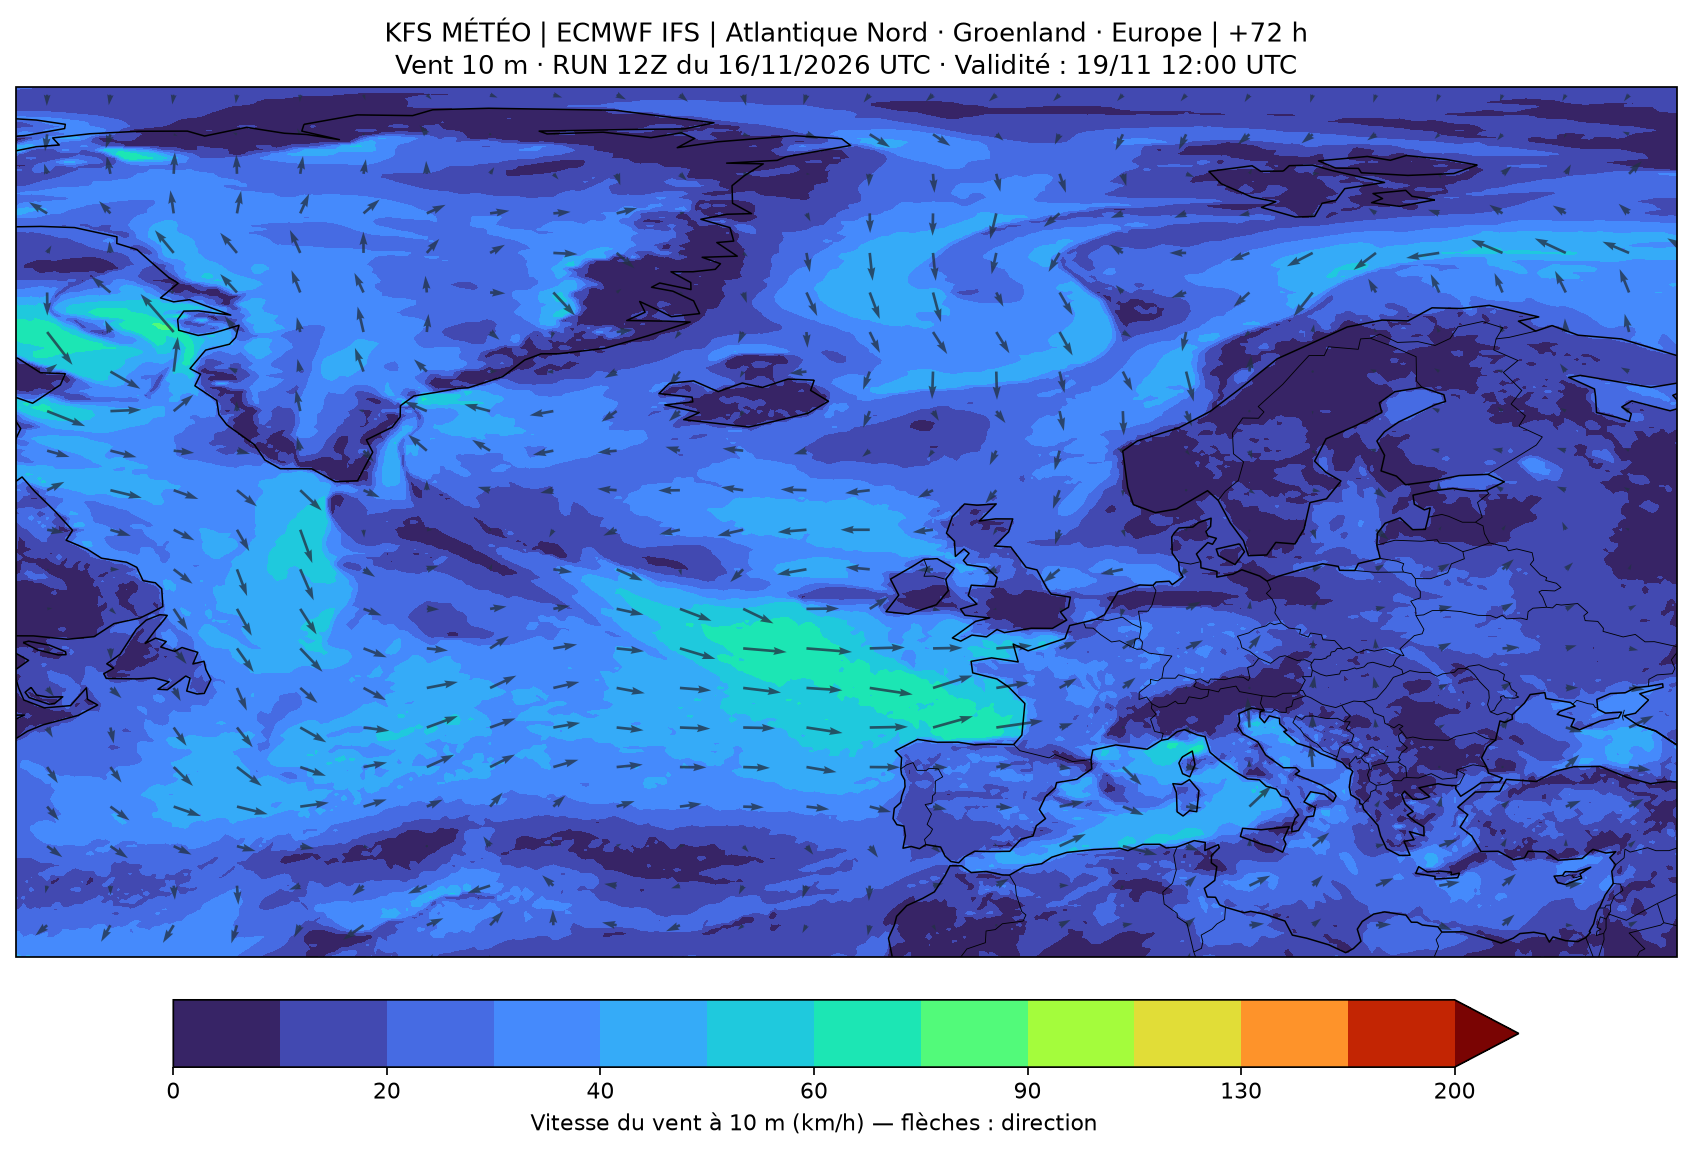 KFS MÉTÉO | ECMWF IFS | Atlantique Nord · Groenland · Europe | +72 h
Vent 10 m · RUN 12Z du 16/11/2026 UTC · Validité : 19/11 12:00 UTC
0 20 40 60 90 130 200
Vitesse du vent à 10 m (km/h) — flèches : direction